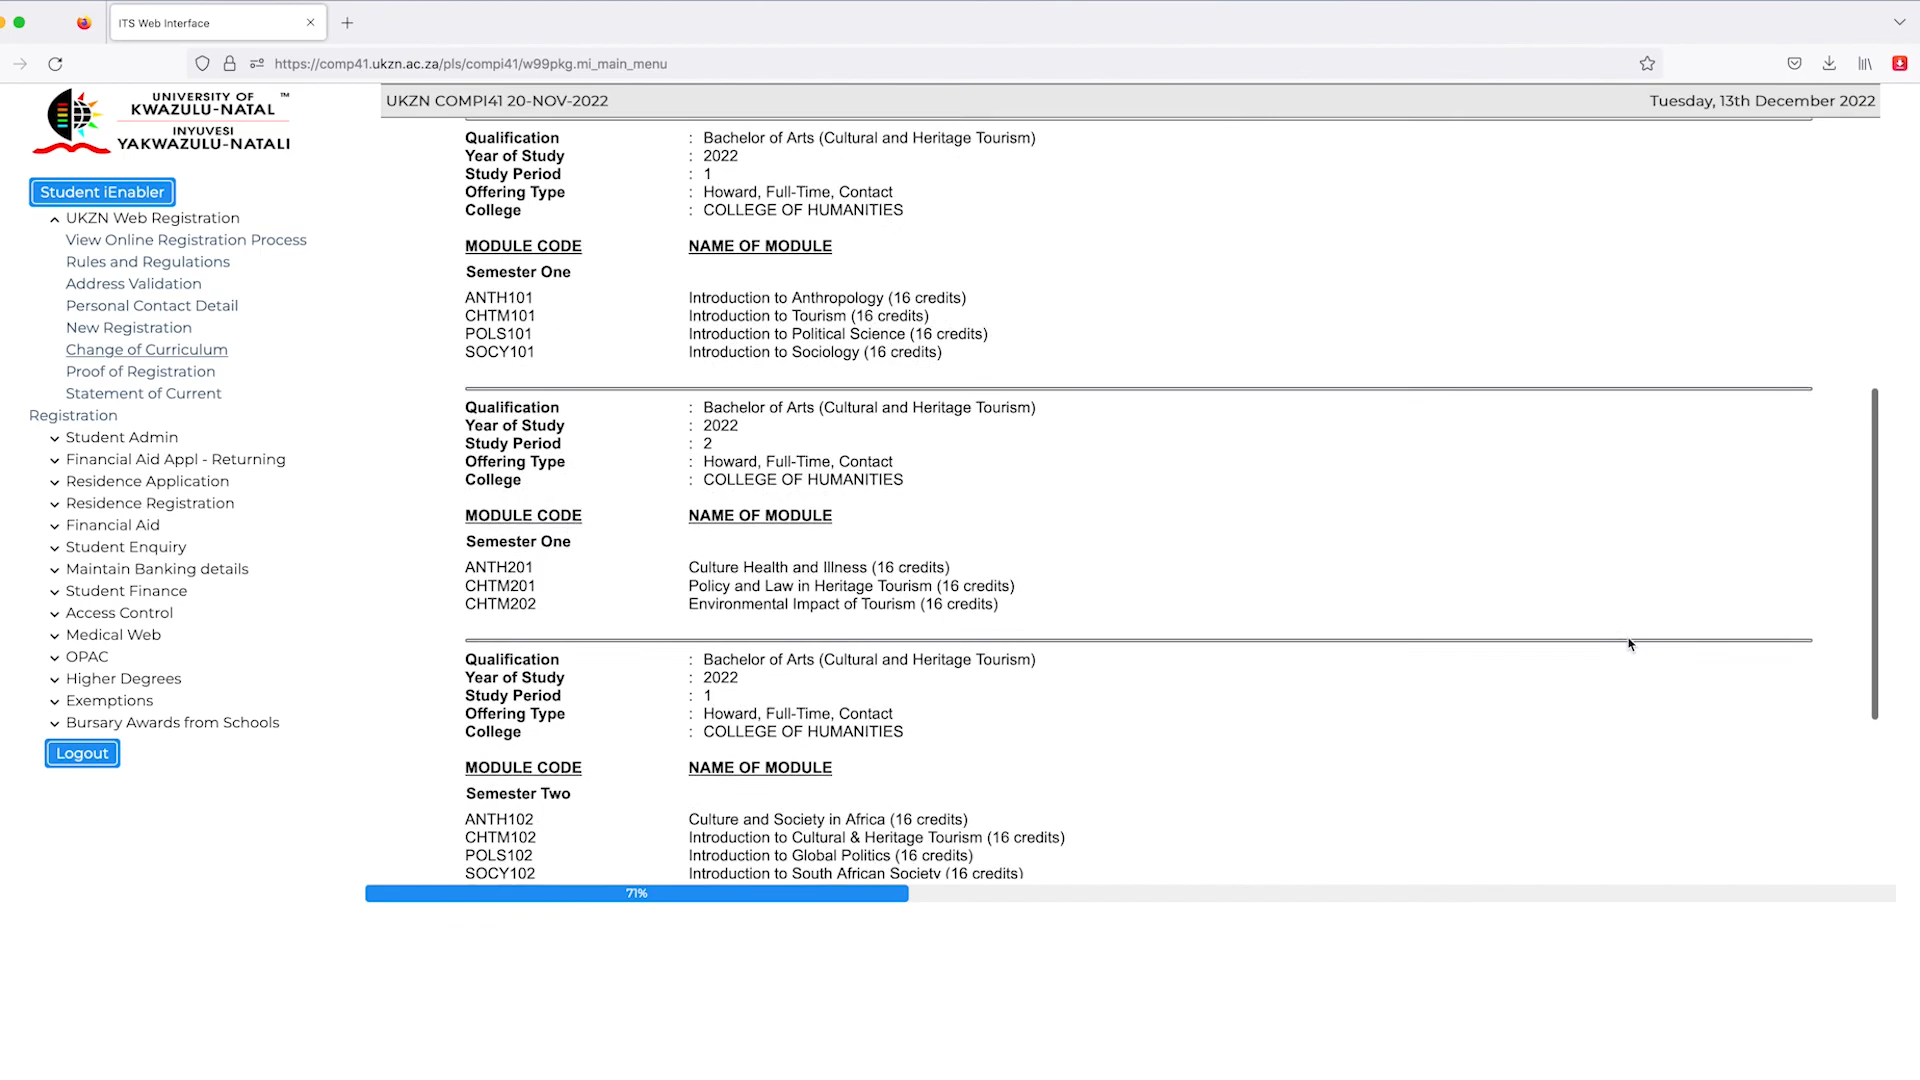 ITS Web Interface
https://comp41.ukzn.ac.za/pls/compi41/w99pkg.mi_main_menu
UNIVERSITY OF ™
KWAZULU-NATAL
INYUVESI
YAKWAZULU-NATALI
Student iEnabler
UKZN Web Registration
View Online Registration Process
Rules and Regulations
Address Validation
Personal Contact Detail
New Registration
Change of Curriculum
Proof of Registration
Statement of Current
Registration
Student Admin
Financial Aid Appl - Returning
Residence Application
Residence Registration
Financial Aid
Student Enquiry
Maintain Banking details
Student Finance
Access Control
Medical Web
OPAC
Higher Degrees
Exemptions
Bursary Awards from Schools
Logout
UKZN COMPI41 20-NOV-2022 Tuesday, 13th December 2022
Qualification : Bachelor of Arts (Cultural and Heritage Tourism)
Year of Study : 2022
Study Period : 1
Offering Type : Howard, Full-Time, Contact
College : COLLEGE OF HUMANITIES
MODULE CODE NAME OF MODULE
Semester One
ANTH101 Introduction to Anthropology (16 credits)
CHTM101 Introduction to Tourism (16 credits)
POLS101 Introduction to Political Science (16 credits)
SOCY101 Introduction to Sociology (16 credits)
Qualification : Bachelor of Arts (Cultural and Heritage Tourism)
Year of Study : 2022
Study Period : 2
Offering Type : Howard, Full-Time, Contact
College : COLLEGE OF HUMANITIES
MODULE CODE NAME OF MODULE
Semester One
ANTH201 Culture Health and Illness (16 credits)
CHTM201 Policy and Law in Heritage Tourism (16 credits)
CHTM202 Environmental Impact of Tourism (16 credits)
Qualification : Bachelor of Arts (Cultural and Heritage Tourism)
Year of Study : 2022
Study Period : 1
Offering Type : Howard, Full-Time, Contact
College : COLLEGE OF HUMANITIES
MODULE CODE NAME OF MODULE
Semester Two
ANTH102 Culture and Society in Africa (16 credits)
CHTM102 Introduction to Cultural & Heritage Tourism (16 credits)
POLS102 Introduction to Global Politics (16 credits)
SOCY102 Introduction to South African Society (16 credits)
71%